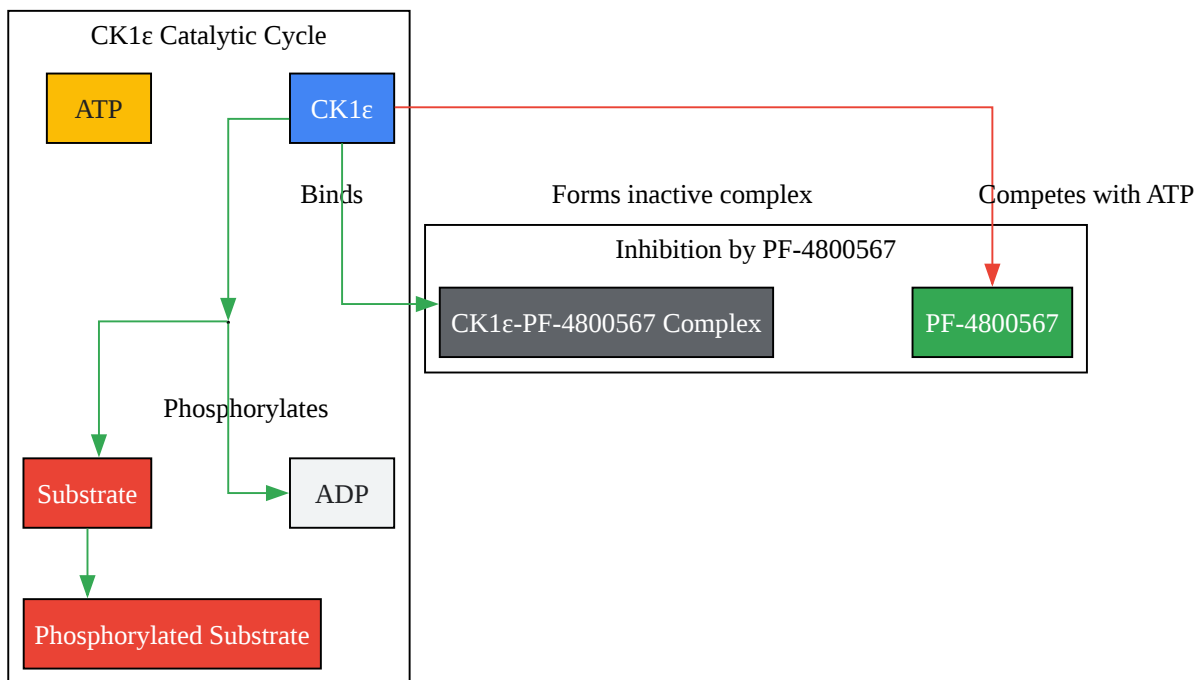 CK1ε Catalytic Cycle
ATP
CK1ε
Binds
Forms inactive complex
Competes with ATP
Inhibition by PF-4800567
CK1ε-PF-4800567 Complex
PF-4800567
Phosphorylates
Substrate
ADP
Phosphorylated Substrate